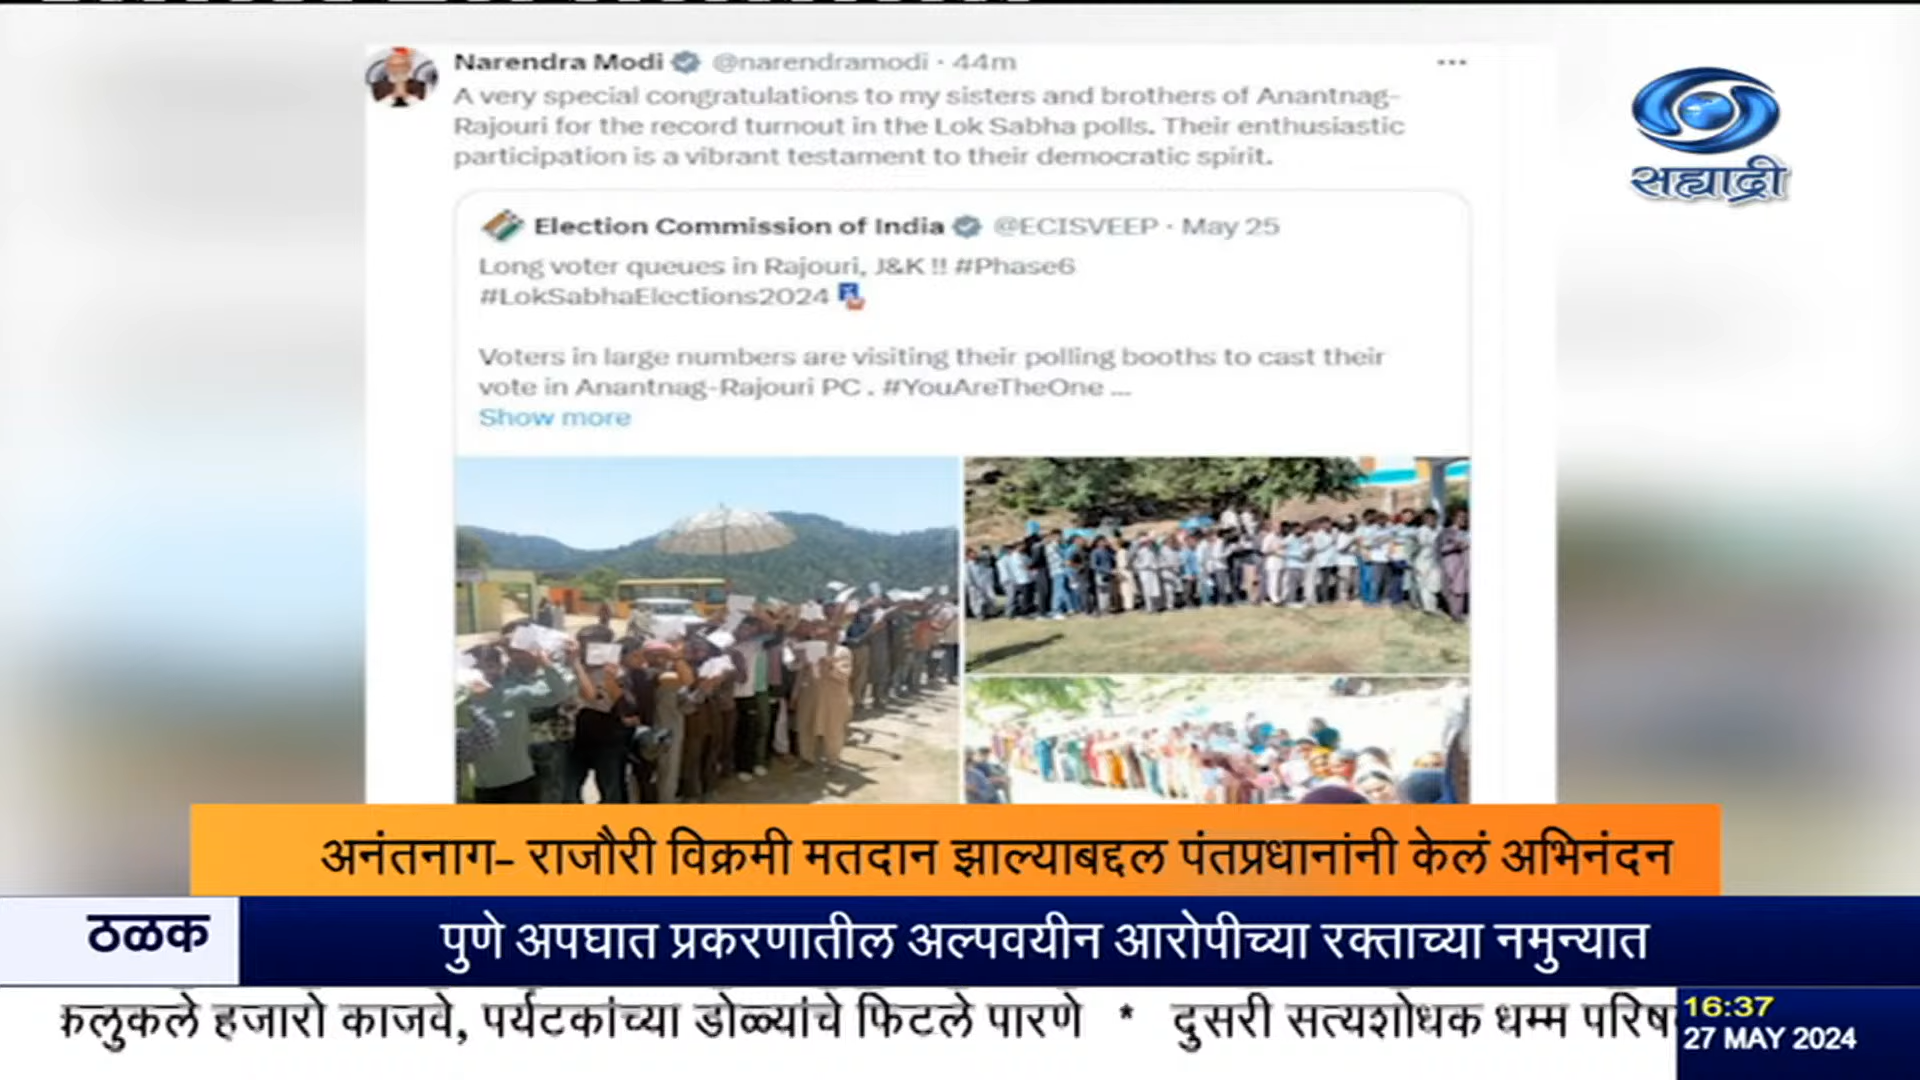 Narendra Modi @narendramodi · 44m
A very special congratulations to my sisters and brothers of Anantnag-
Rajouri for the record turnout in the Lok Sabha polls. Their enthusiastic
participation is a vibrant testament to their democratic spirit.
सह्याद्री
Election Commission of India @ECISVEEP · May 25
Long voter queues in Rajouri, J&K !! #Phase6
#LokSabhaElections2024
Voters in large numbers are visiting their polling booths to cast their
vote in Anantnag-Rajouri PC . #YouAreTheOne ...
Show more
अनंतनाग- राजौरी विक्रमी मतदान झाल्याबद्दल पंतप्रधानांनी केलं अभिनंदन
ठळक
पुणे अपघात प्रकरणातील अल्पवयीन आरोपीच्या रक्ताच्या नमुन्यात
हजारो काजवे, पर्यटकांच्या डोळ्यांचे फिटले पारणे * दुसरी सत्यशोधक धम्म
16:37
27 MAY 2024